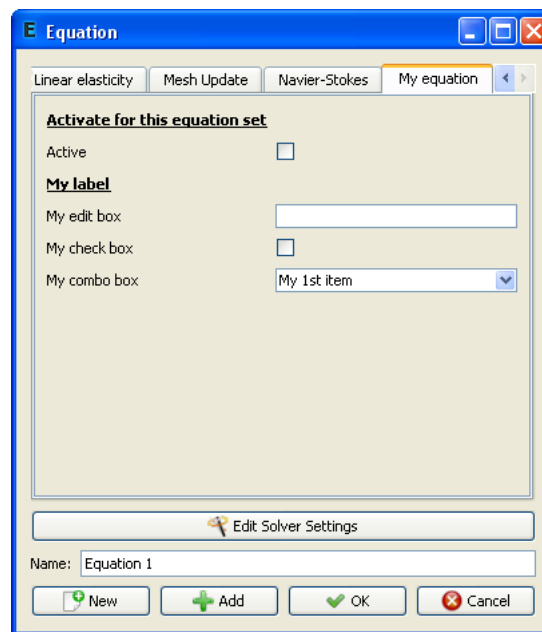 E Equation
Linear elasticity Mesh Update Navier-Stokes My equation
Activate for this equation set
Active
My label
My edit box
My check box
My combo box My 1st item
Edit Solver Settings
Name: Equation 1
New Add OK Cancel